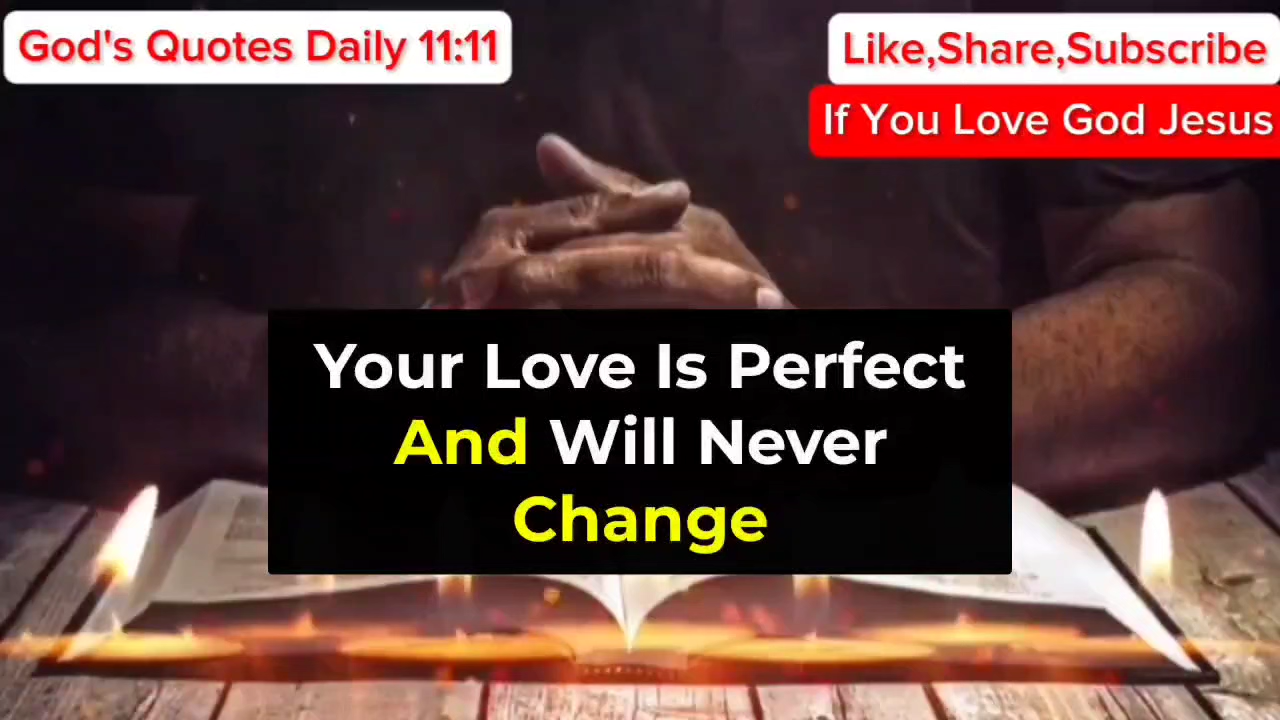 God's Quotes Daily 11:11
Like,Share,Subscribe
If You Love God Jesus
Your Love Is Perfect
And Will Never
Change